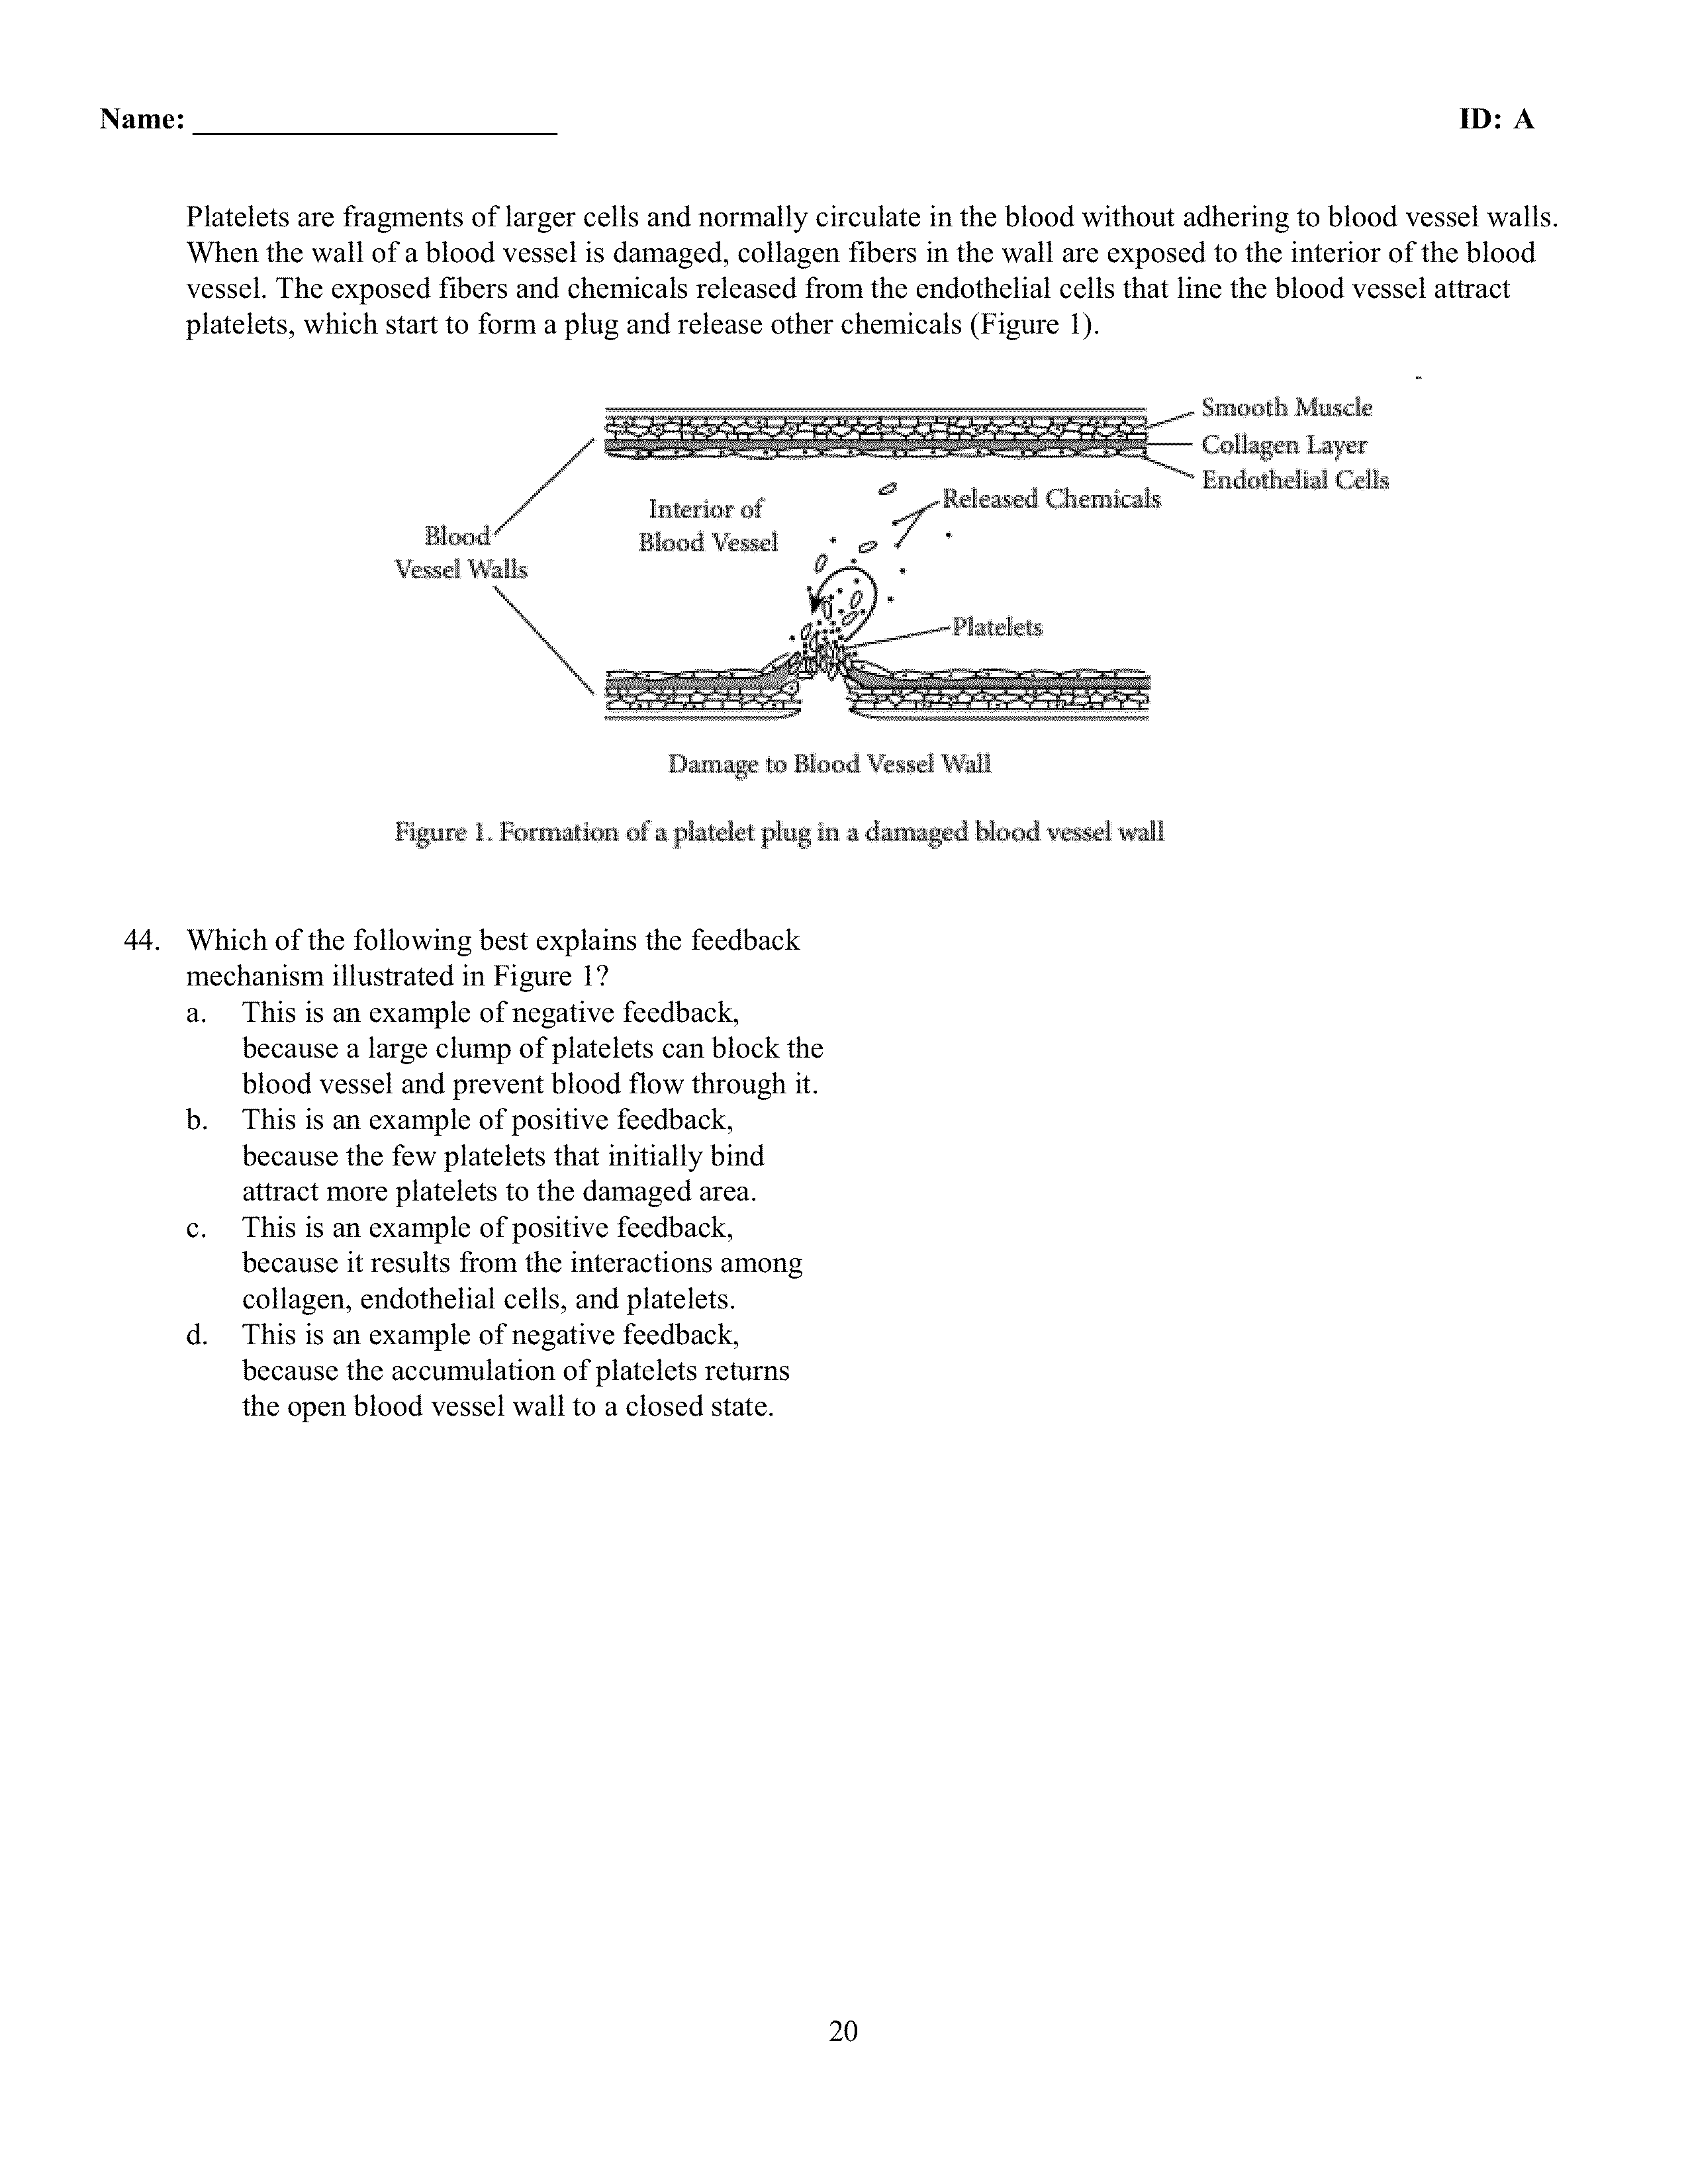 Name: ______________________ ID: A
Platelets are fragments of larger cells and normally circulate in the blood without adhering to blood vessel walls.
When the wall of a blood vessel is damaged, collagen fibers in the wall are exposed to the interior of the blood
vessel. The exposed fibers and chemicals released from the endothelial cells that line the blood vessel attract
platelets, which start to form a plug and release other chemicals (Figure 1).
Smooth Muscle
Collagen Layer
Endothelial Cells
Released Chemicals
Interior of
Blood Vessel
Blood
Vessel Walls
Platelets
Damage to Blood Vessel Wall
Figure 1. Formation of a platelet plug in a damaged blood vessel wall
44. Which of the following best explains the feedback
mechanism illustrated in Figure 1?
a. This is an example of negative feedback,
because a large clump of platelets can block the
blood vessel and prevent blood flow through it.
b. This is an example of positive feedback,
because the few platelets that initially bind
attract more platelets to the damaged area.
c. This is an example of positive feedback,
because it results from the interactions among
collagen, endothelial cells, and platelets.
d. This is an example of negative feedback,
because the accumulation of platelets returns
the open blood vessel wall to a closed state.
20